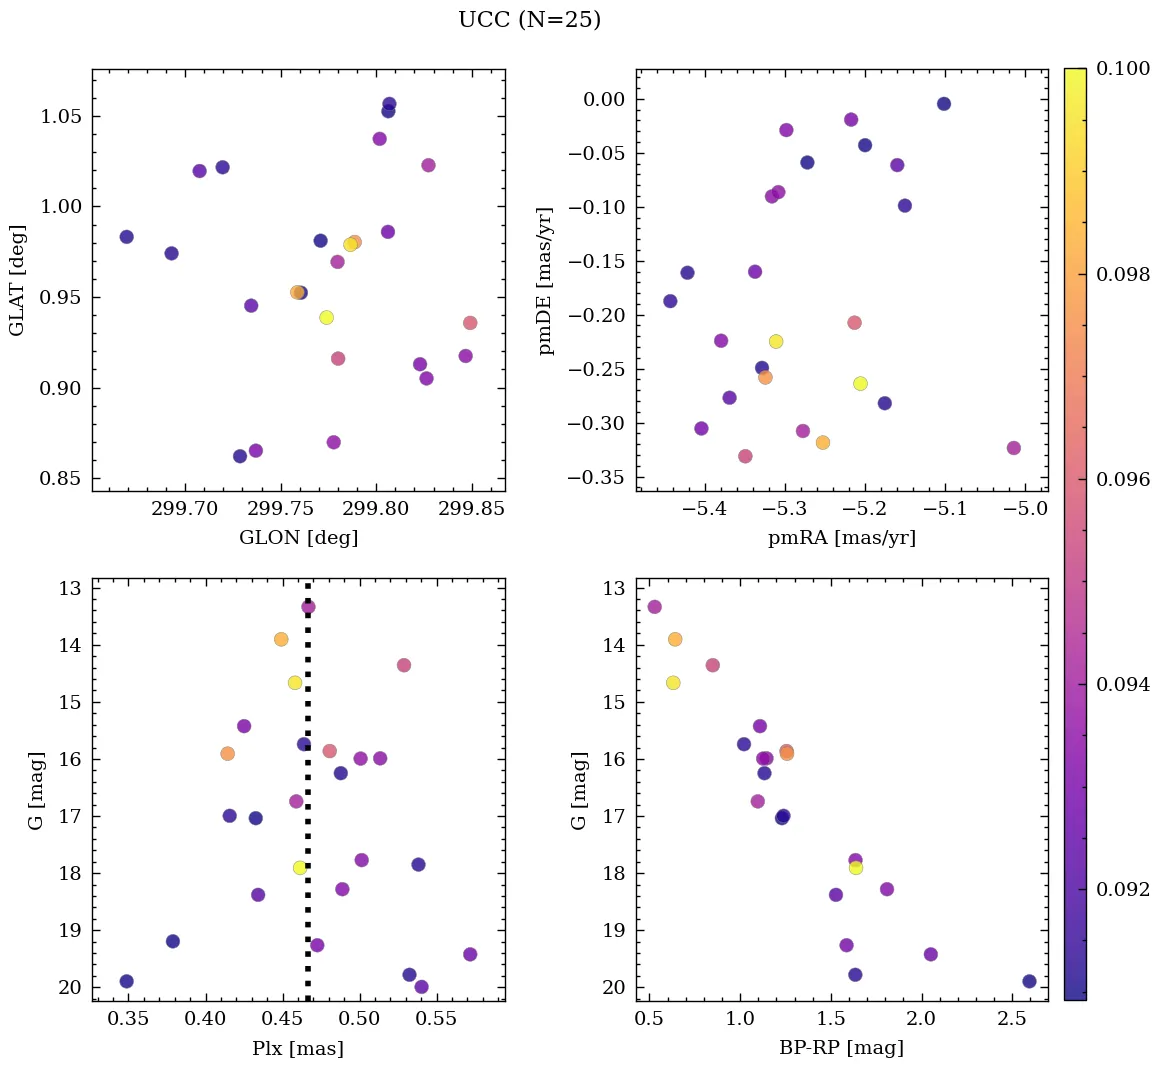 UCC (N=25)
1.05
1.00
0.95
0.90
0.85
GLAT [deg]
299.70 299.75 299.80 299.85
GLON [deg]
0.00
−0.05
−0.10
−0.15
−0.20
−0.25
−0.30
−0.35
pmDE [mas/yr]
−5.4 −5.3 −5.2 −5.1 −5.0
pmRA [mas/yr]
13
14
15
16
17
18
19
20
G [mag]
0.35 0.40 0.45 0.50 0.55
Plx [mas]
13
14
15
16
17
18
19
20
G [mag]
0.5 1.0 1.5 2.0 2.5
BP-RP [mag]
0.100
0.098
0.096
0.094
0.092